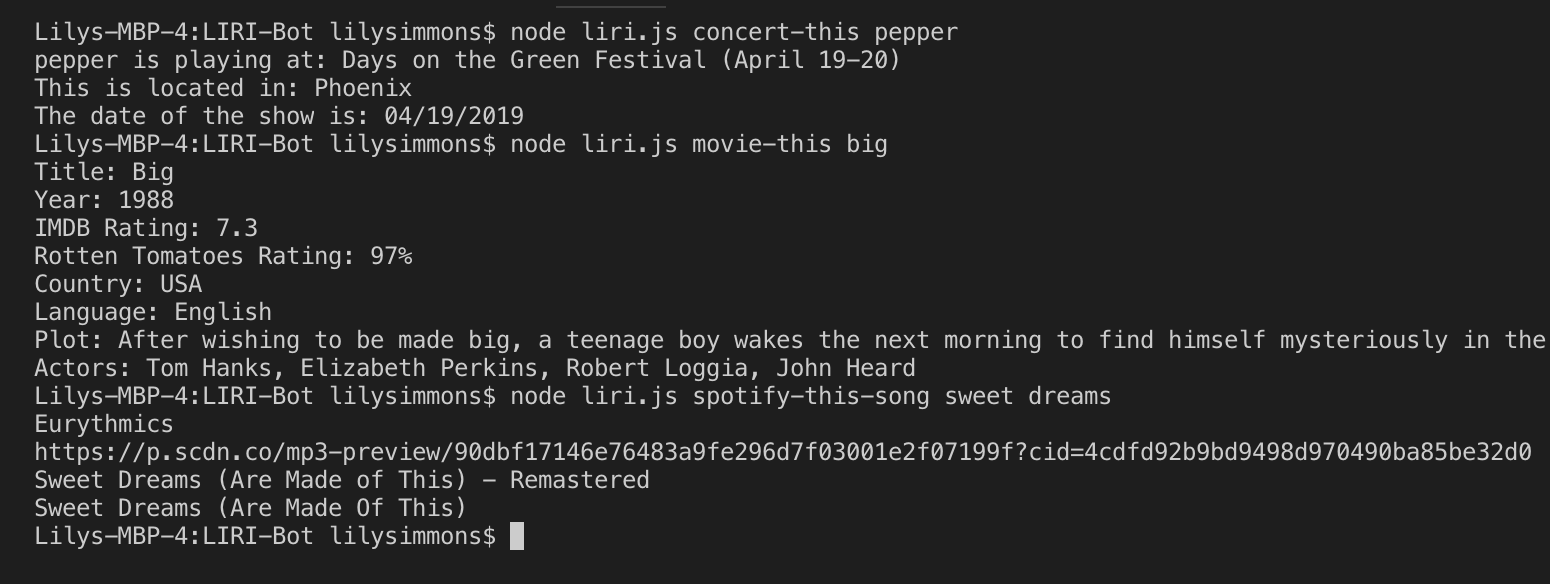 Lilys-MBP-4:LIRI-Bot lilysimmons$ node liri.js concert-this pepper
pepper is playing at: Days on the Green Festival (April 19-20)
This is located in: Phoenix
The date of the show is: 04/19/2019
Lilys-MBP-4:LIRI-Bot lilysimmons$ node liri.js movie-this big
Title: Big
Year: 1988
IMDB Rating: 7.3
Rotten Tomatoes Rating: 97%
Country: USA
Language: English
Plot: After wishing to be made big, a teenage boy wakes the next morning to find himself mysteriously in the
Actors: Tom Hanks, Elizabeth Perkins, Robert Loggia, John Heard
Lilys-MBP-4:LIRI-Bot lilysimmons$ node liri.js spotify-this-song sweet dreams
Eurythmics
https://p.scdn.co/mp3-preview/90dbf17146e76483a9fe296d7f03001e2f07199f?cid=4cdfd92b9bd9498d970490ba85be32d0
Sweet Dreams (Are Made of This) - Remastered
Sweet Dreams (Are Made Of This)
Lilys-MBP-4:LIRI-Bot lilysimmons$